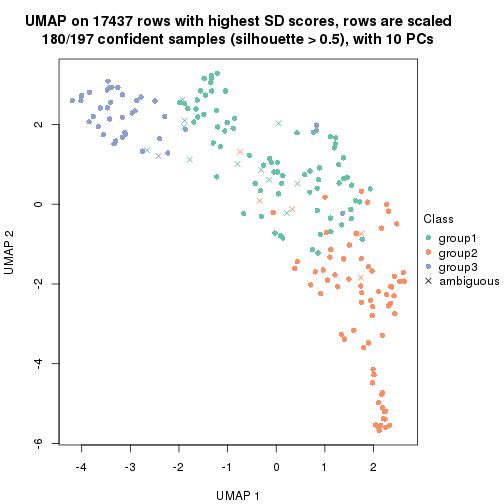 UMAP on 17437 rows with highest SD scores, rows are scaled
180/197 confident samples (silhouette > 0.5), with 10 PCs
2
0
-2
-4
-6
UMAP 2
-4
-3
-2
-1
0
1
2
UMAP 1
Class
group1
group2
group3
ambiguous